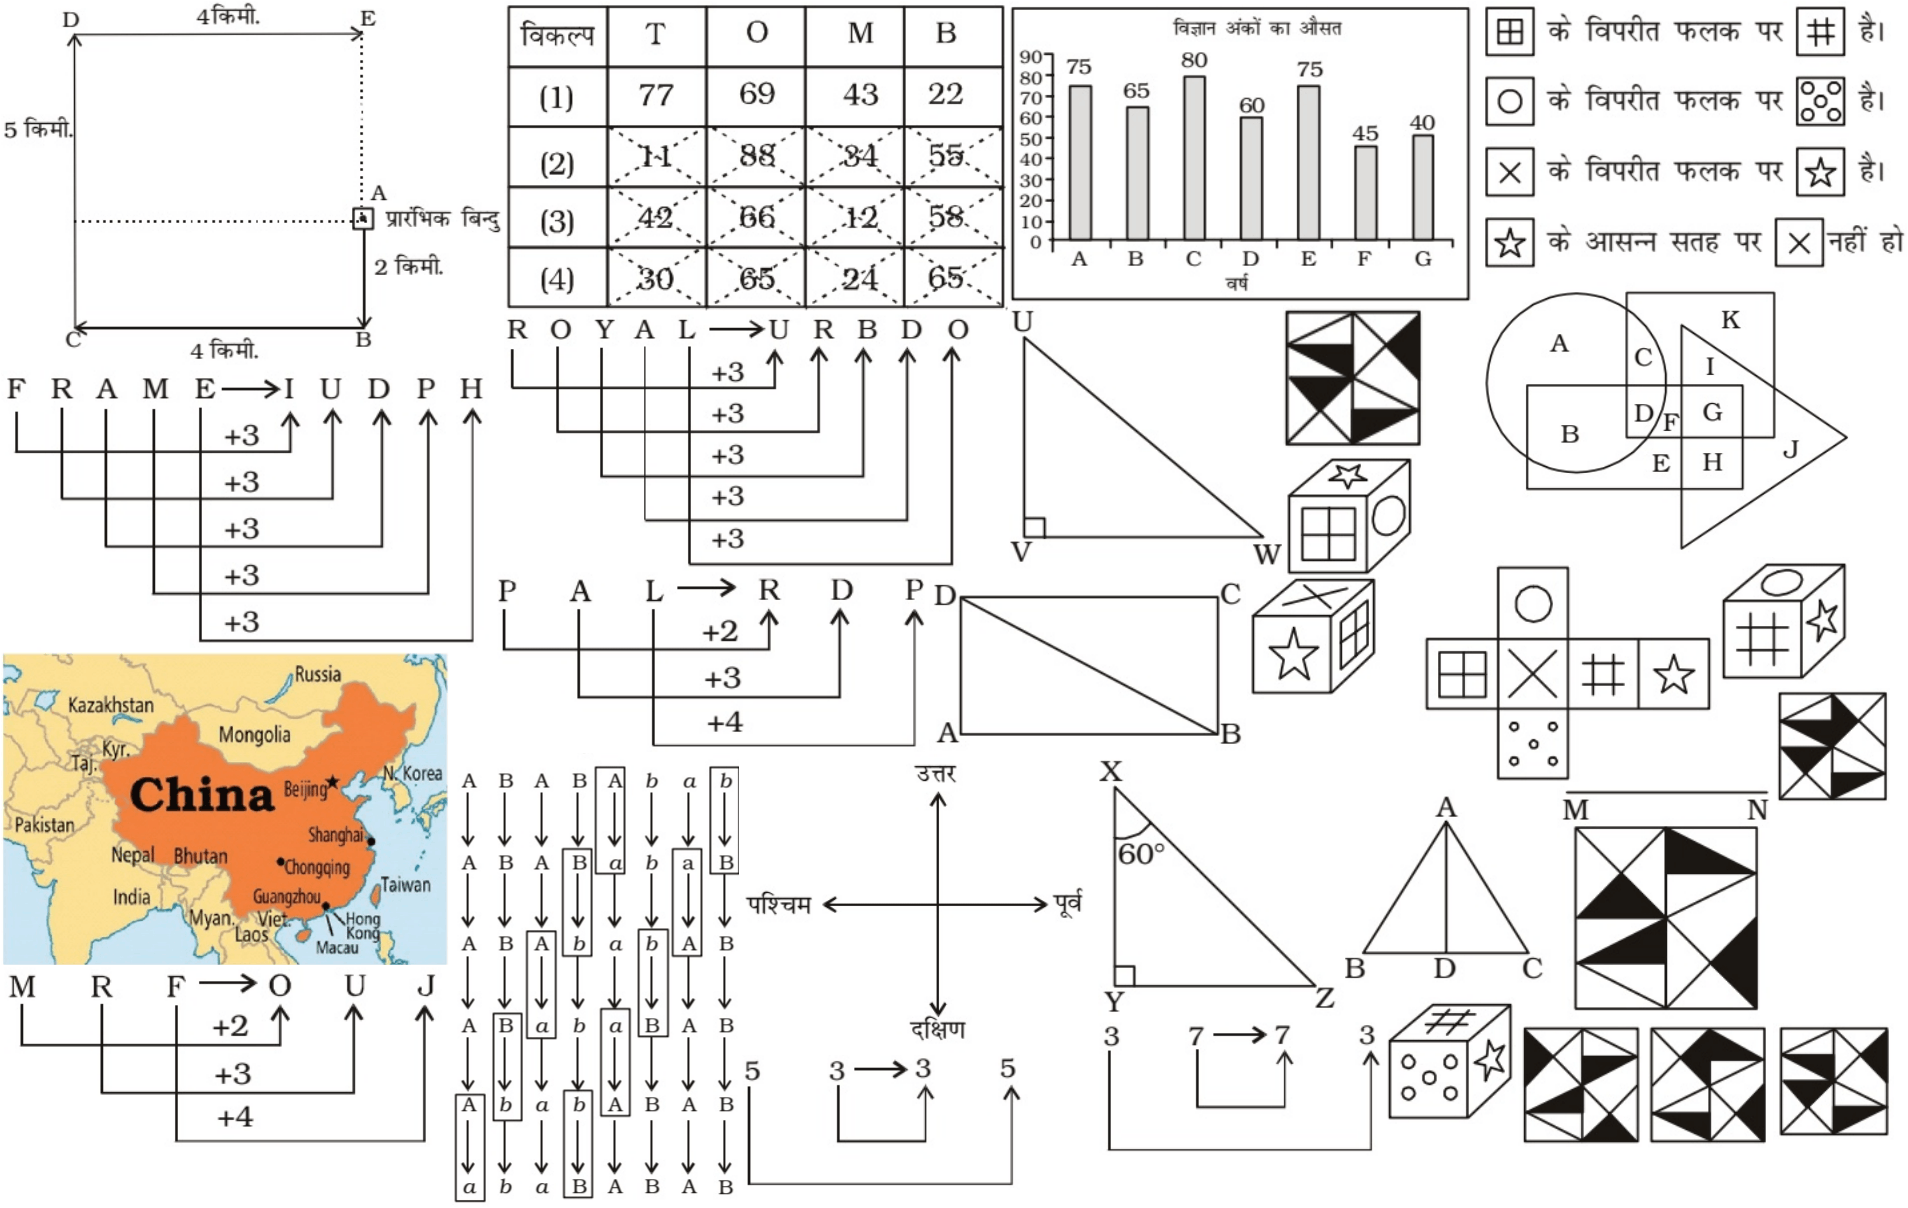 D 4 किमी. E
5 किमी.
A
प्रारंभिक बिन्दु
2 किमी.
C 4 किमी. B
विकल्प T O M B
(1) 77 69 43 22
(2) 11 88 34 55
(3) 42 66 12 58
(4) 30 65 24 65
विज्ञान अंकों का औसत
90
80
70
60
50
40
30
20
10
0
75 65 80 60 75 45 40
A B C D E F G
वर्ष
के विपरीत फलक पर है।
के विपरीत फलक पर है।
के विपरीत फलक पर है।
के आसन्न सतह पर नहीं हो
F R A M E I U D P H
+3
+3
+3
+3
+3
R O Y A L U R B D O
+3
+3
+3
+3
+3
U
V W
A C K I
B D F G J
E H
P A L R D P
+2
+3
+4
D C
A B
Russia
Kazakhstan
Mongolia
Kyr.
Taj.
N. Korea
China
Beijing
Pakistan
Shanghai
Nepal Bhutan
Chongqing
India
Guangzhou
Taiwan
Myan. Viet.
Laos
Hong
Kong
Macau
M R F O U J
+2
+3
+4
A B A B A b a b
A B A B a b a B
A B A b a b A B
A B a b a B A B
A b a b A B A B
a b a B A B A B
उत्तर
पश्चिम पूर्व
दक्षिण
5 3 3 5
X
60°
Y Z
3 7 7 3
M N
A
B D C